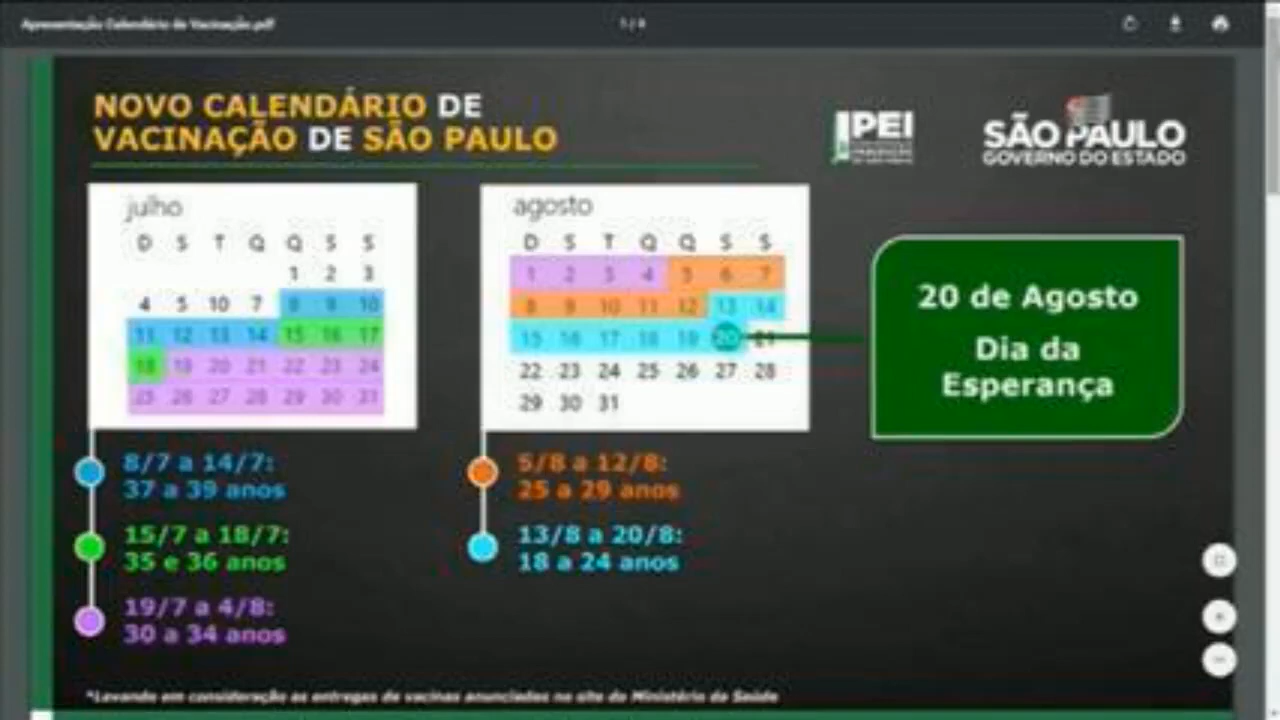 Apresentação Calendário de Vacinação.pdf
NOVO CALENDÁRIO DE
VACINAÇÃO DE SÃO PAULO
PEI
SÃO PAULO
GOVERNO DO ESTADO
julho
D S T Q Q S S
1 2 3
4 5 10 7 8 9 10
11 12 13 14 15 16 17
18 19 20 21 22 23 24
25 26 27 28 29 30 31
agosto
D S T Q Q S S
1 2 3 4 5 6 7
8 9 10 11 12 13 14
15 16 17 18 19 20 21
22 23 24 25 26 27 28
29 30 31
20 de Agosto
Dia da
Esperança
8/7 a 14/7:
37 a 39 anos
15/7 a 18/7:
35 e 36 anos
19/7 a 4/8:
30 a 34 anos
5/8 a 12/8:
25 a 29 anos
13/8 a 20/8:
18 a 24 anos
*Levando em consideração as entregas de vacinas anunciadas no site do Ministério da Saúde